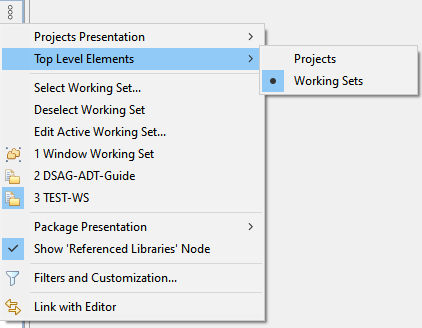 Projects Presentation
Top Level Elements
Projects
Working Sets
Select Working Set...
Deselect Working Set
Edit Active Working Set...
1 Window Working Set
2 DSAG-ADT-Guide
3 TEST-WS
Package Presentation
Show 'Referenced Libraries' Node
Filters and Customization...
Link with Editor